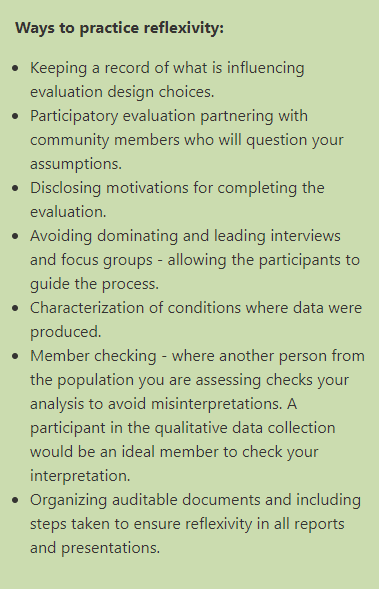 Ways to practice reflexivity:
• Keeping a record of what is influencing
evaluation design choices.
• Participatory evaluation partnering with
community members who will question your
assumptions.
• Disclosing motivations for completing the
evaluation.
• Avoiding dominating and leading interviews
and focus groups - allowing the participants to
guide the process.
• Characterization of conditions where data were
produced.
• Member checking - where another person from
the population you are assessing checks your
analysis to avoid misinterpretations. A
participant in the qualitative data collection
would be an ideal member to check your
interpretation.
• Organizing auditable documents and including
steps taken to ensure reflexivity in all reports
and presentations.